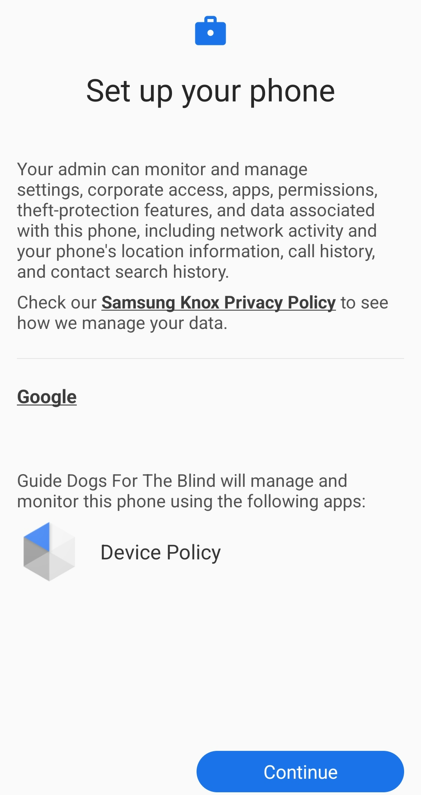 Set up your phone
Your admin can monitor and manage
settings, corporate access, apps, permissions,
theft-protection features, and data associated
with this phone, including network activity and
your phone's location information, call history,
and contact search history.
Check our Samsung Knox Privacy Policy to see
how we manage your data.
Google
Guide Dogs For The Blind will manage and
monitor this phone using the following apps:
Device Policy
Continue